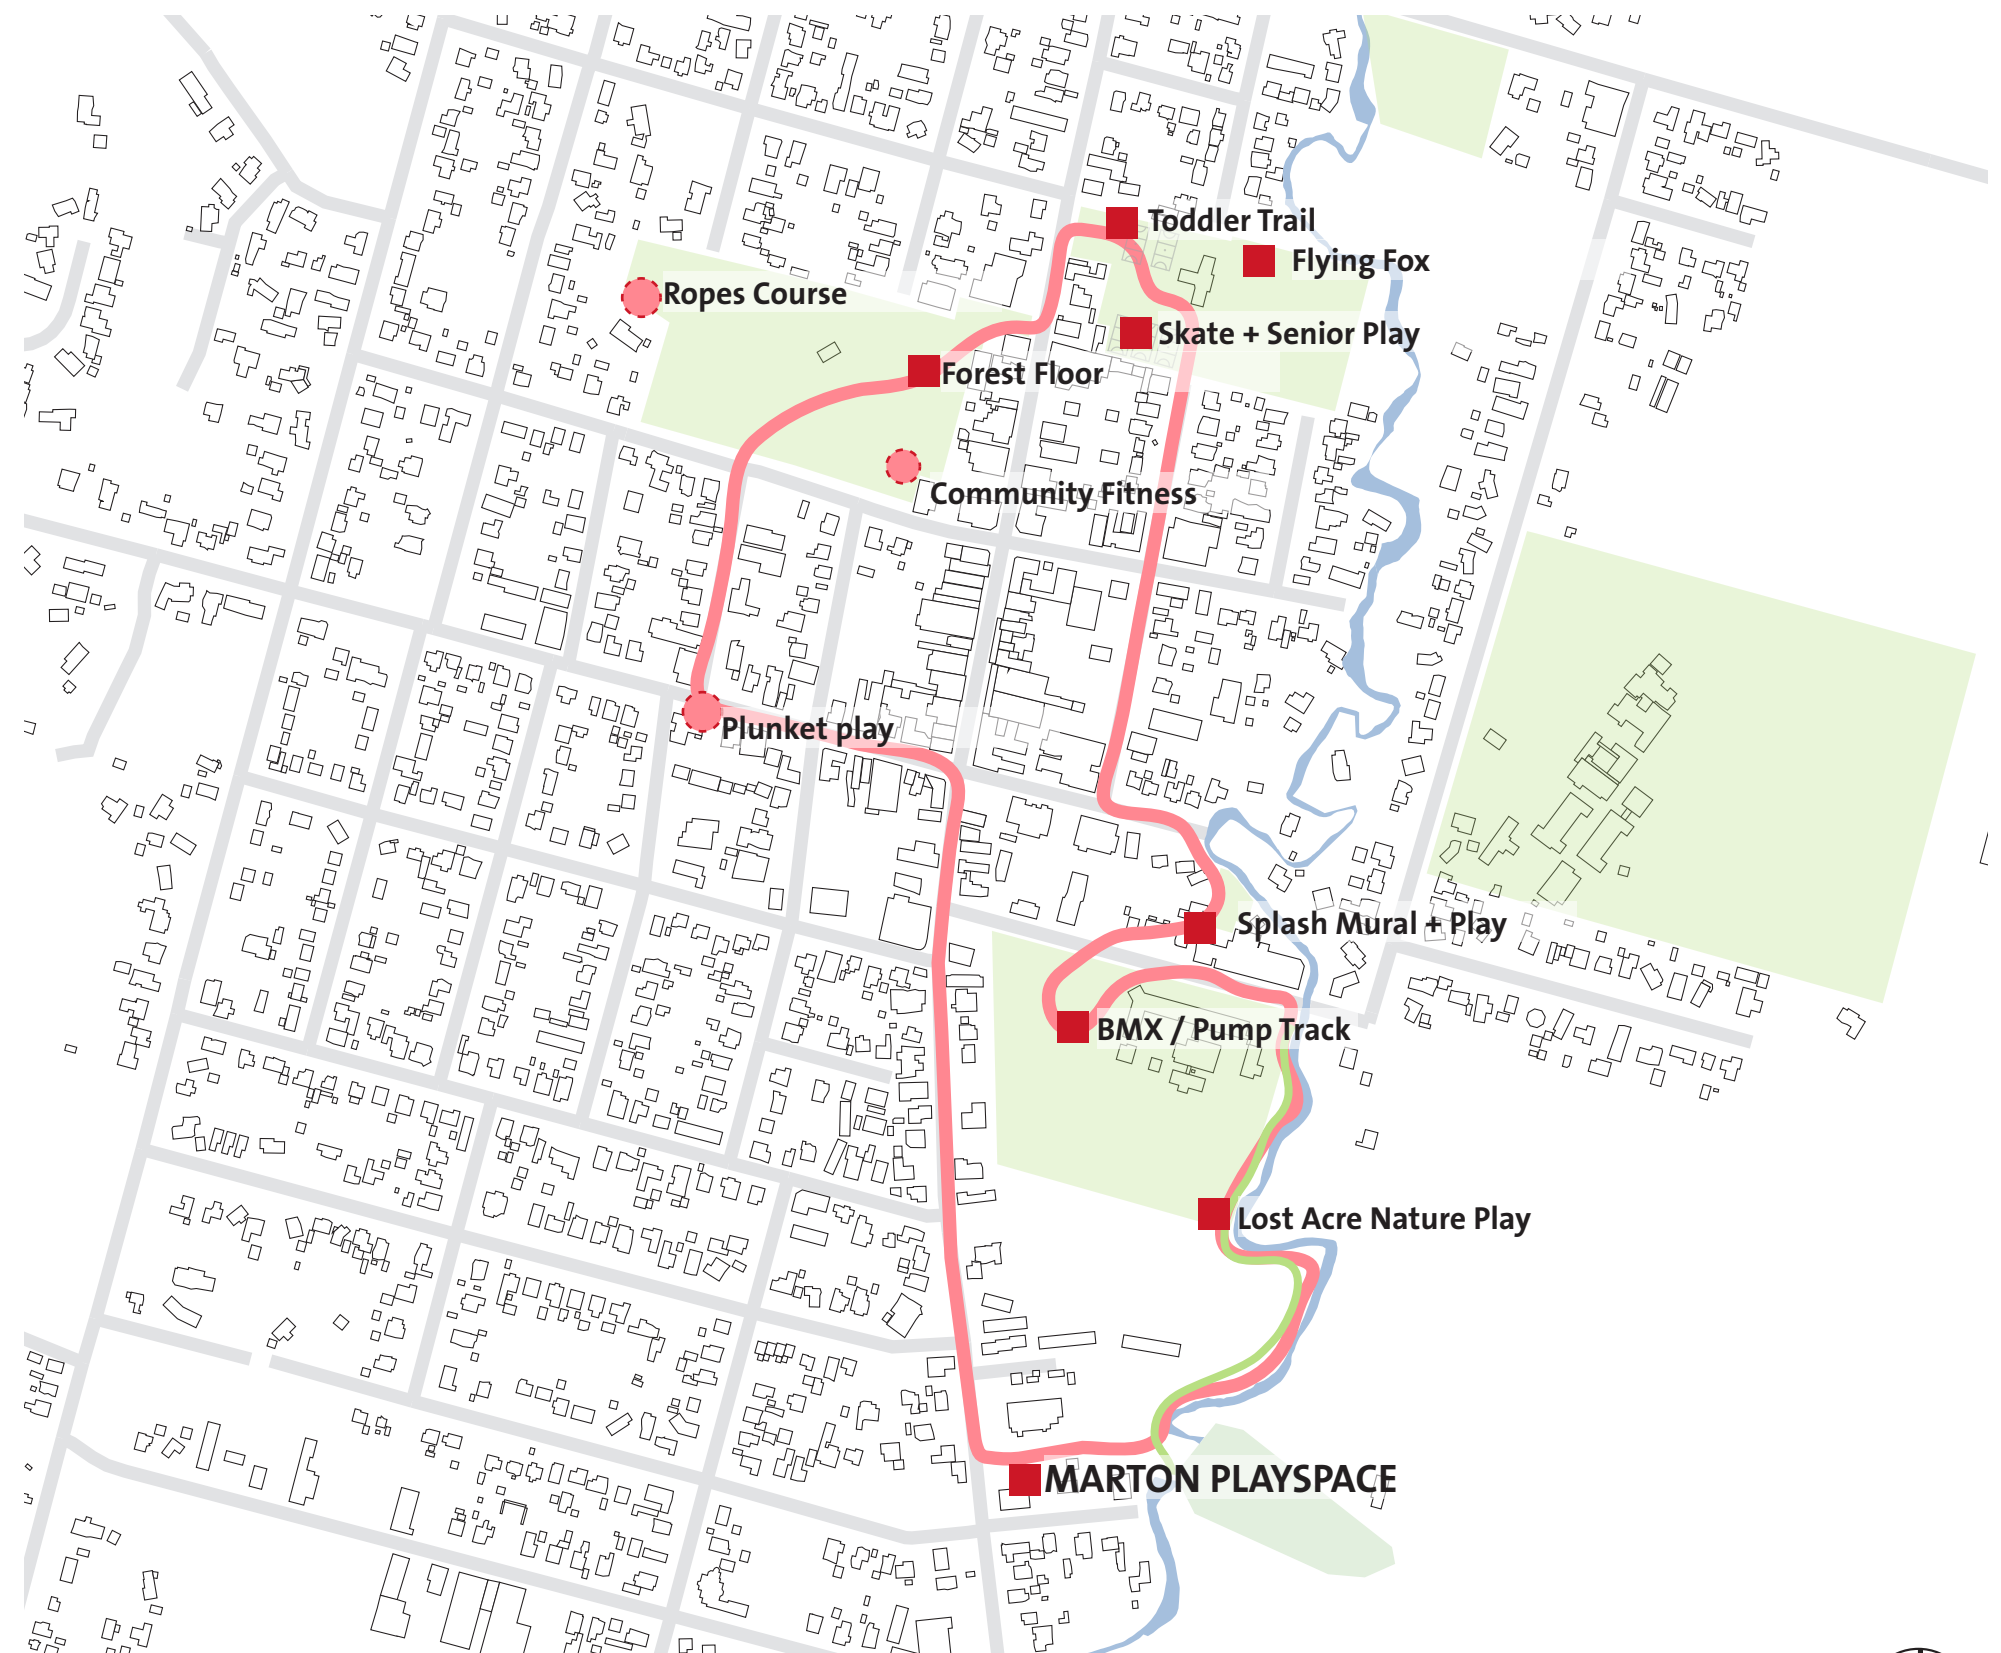 Toddler Trail
Flying Fox
Ropes Course
Skate + Senior Play
Forest Floor
Community Fitness
Plunket play
Splash Mural + Play
BMX / Pump Track
Lost Acre Nature Play
MARTON PLAYSPACE